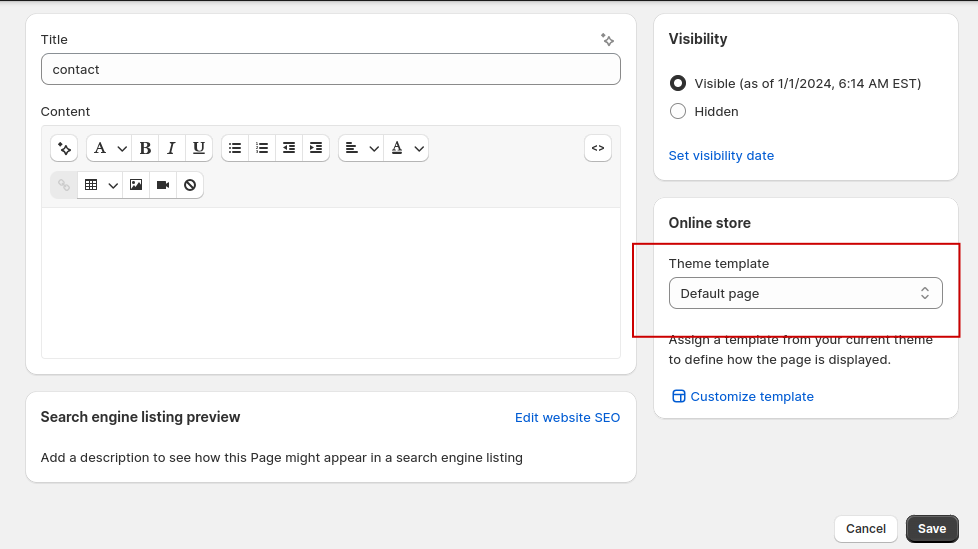 Title
contact
Content
A B I U A <>
Search engine listing preview
Edit website SEO
Add a description to see how this Page might appear in a search engine listing
Visibility
Visible (as of 1/1/2024, 6:14 AM EST)
Hidden
Set visibility date
Online store
Theme template
Default page
Assign a template from your current theme
to define how the page is displayed.
Customize template
Cancel
Save